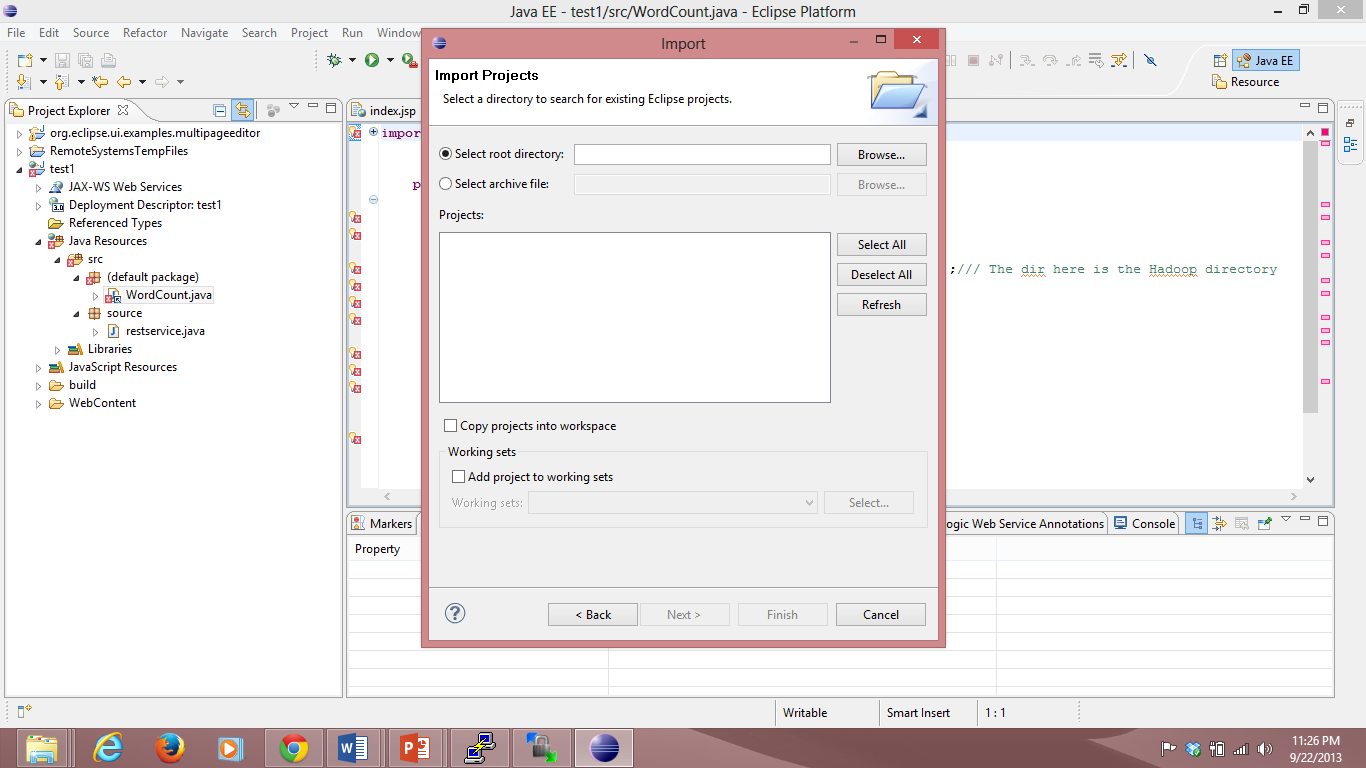 Java EE - test1/src/WordCount.java - Eclipse Platform
File Edit Source Refactor Navigate Search Project Run Window
Java EE
Resource
Project Explorer
org.eclipse.ui.examples.multipageeditor
RemoteSystemsTempFiles
test1
JAX-WS Web Services
Deployment Descriptor: test1
Referenced Types
Java Resources
src
(default package)
WordCount.java
source
restservice.java
Libraries
JavaScript Resources
build
WebContent
index.jsp
impor
p
;/// The dir here is the Hadoop directory
Import
Import Projects
Select a directory to search for existing Eclipse projects.
Select root directory: Browse...
Select archive file: Browse...
Projects:
Select All
Deselect All
Refresh
Copy projects into workspace
Working sets
Add project to working sets
Working sets: Select...
? < Back Next > Finish Cancel
Markers
ogic Web Service Annotations Console
Property
Writable Smart Insert 1 : 1
11:26 PM
9/22/2013